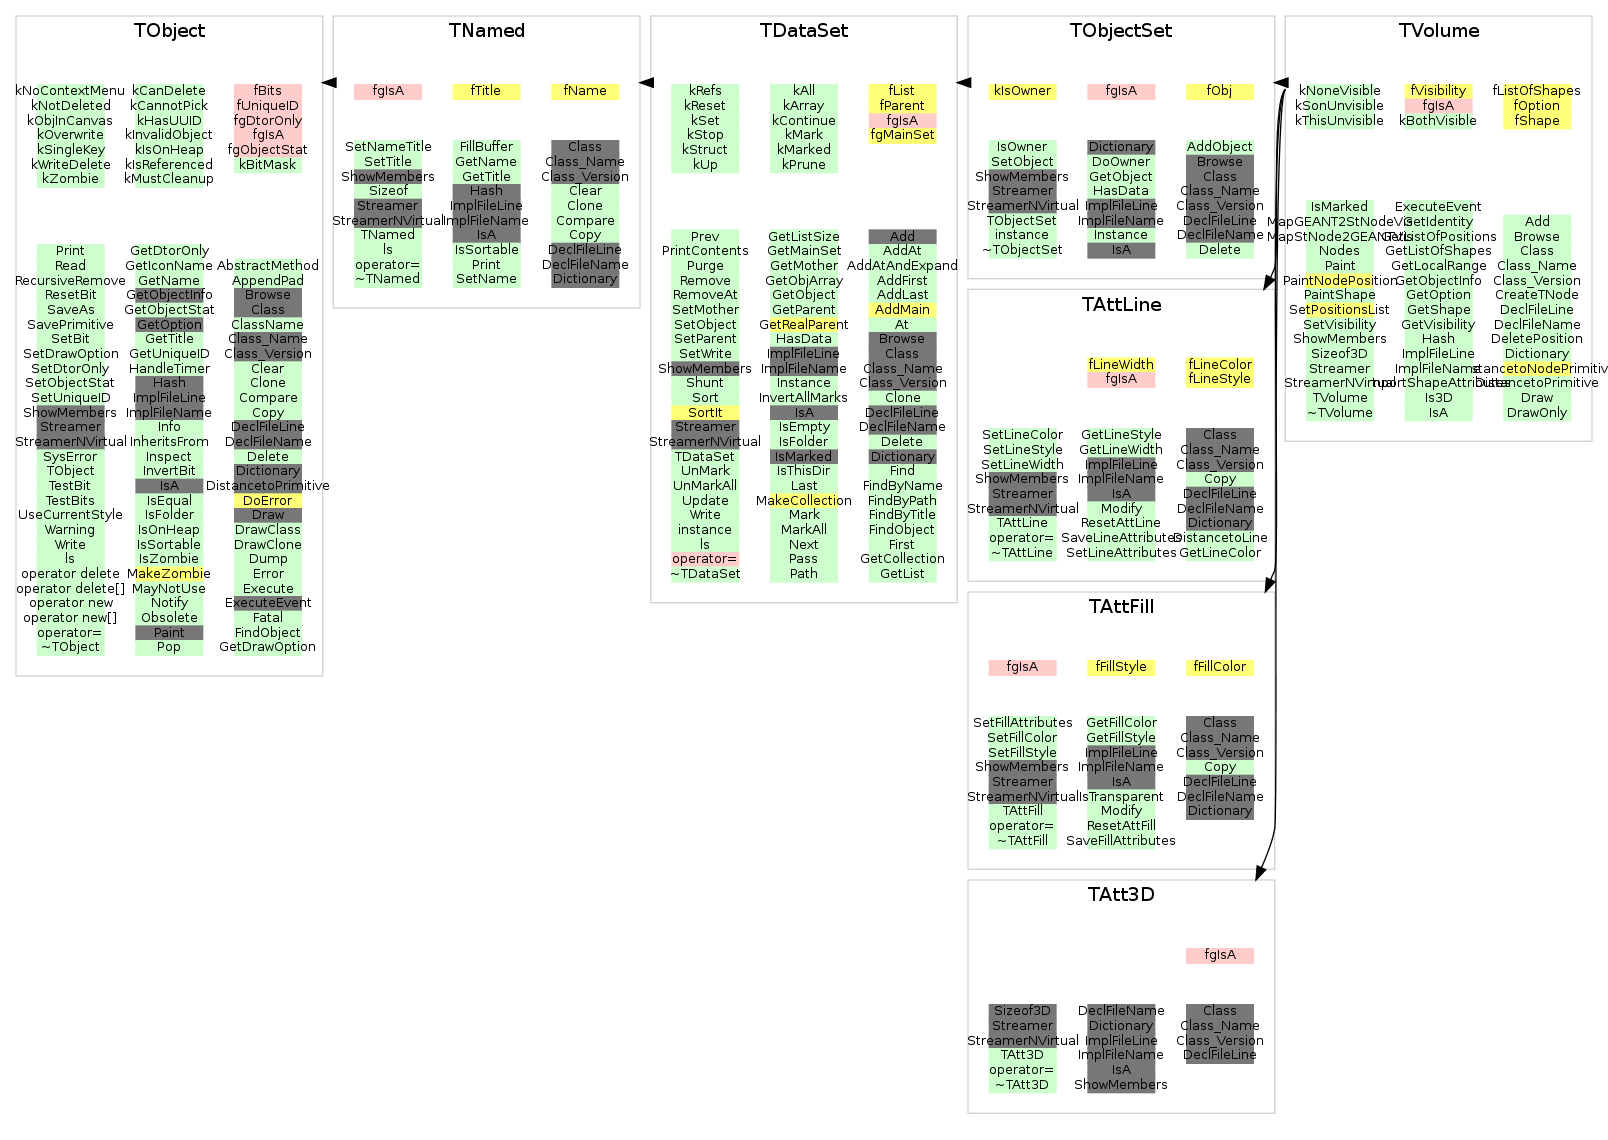 TObject
kNoContextMenu
kNotDeleted
kObjInCanvas
kOverwrite
kSingleKey
kWriteDelete
kZombie
kCanDelete
kCannotPick
kHasUUID
kInvalidObject
kIsOnHeap
kIsReferenced
kMustCleanup
fBits
fUniqueID
fgDtorOnly
fgIsA
fgObjectStat
kBitMask
Print
Read
RecursiveRemove
ResetBit
SaveAs
SavePrimitive
SetBit
SetDrawOption
SetDtorOnly
SetObjectStat
SetUniqueID
ShowMembers
Streamer
StreamerNVirtual
SysError
TObject
TestBit
TestBits
UseCurrentStyle
Warning
Write
ls
operator delete
operator delete[]
operator new
operator new[]
operator=
~TObject
GetDtorOnly
GetIconName
GetName
GetObjectInfo
GetObjectStat
GetOption
GetTitle
GetUniqueID
HandleTimer
Hash
ImplFileLine
ImplFileName
Info
InheritsFrom
Inspect
InvertBit
IsA
IsEqual
IsFolder
IsOnHeap
IsSortable
IsZombie
MakeZombie
MayNotUse
Notify
Obsolete
Paint
Pop
AbstractMethod
AppendPad
Browse
Class
ClassName
Class_Name
Class_Version
Clear
Clone
Compare
Copy
DeclFileLine
DeclFileName
Delete
Dictionary
DistancetoPrimitive
DoError
Draw
DrawClass
DrawClone
Dump
Error
Execute
ExecuteEvent
Fatal
FindObject
GetDrawOption
TNamed
fgIsA
fTitle
fName
SetNameTitle
SetTitle
ShowMembers
Sizeof
Streamer
StreamerNVirtual
TNamed
ls
operator=
~TNamed
FillBuffer
GetName
GetTitle
Hash
ImplFileLine
ImplFileName
IsA
IsSortable
Print
SetName
Class
Class_Name
Class_Version
Clear
Clone
Compare
Copy
DeclFileLine
DeclFileName
Dictionary
TDataSet
kRefs
kReset
kSet
kStop
kStruct
kUp
kAll
kArray
kContinue
kMark
kMarked
kPrune
fList
fParent
fgIsA
fgMainSet
Prev
PrintContents
Purge
Remove
RemoveAt
SetMother
SetObject
SetParent
SetWrite
ShowMembers
Shunt
Sort
SortIt
Streamer
StreamerNVirtual
TDataSet
UnMark
UnMarkAll
Update
Write
instance
ls
operator=
~TDataSet
GetListSize
GetMainSet
GetMother
GetObjArray
GetObject
GetParent
GetRealParent
HasData
ImplFileLine
ImplFileName
Instance
InvertAllMarks
IsA
IsEmpty
IsFolder
IsMarked
IsThisDir
Last
MakeCollection
Mark
MarkAll
Next
Pass
Path
Add
AddAt
AddAtAndExpand
AddFirst
AddLast
AddMain
At
Browse
Class
Class_Name
Class_Version
Clone
DeclFileLine
DeclFileName
Delete
Dictionary
Find
FindByName
FindByPath
FindByTitle
FindObject
First
GetCollection
GetList
TObjectSet
kIsOwner
fgIsA
fObj
IsOwner
SetObject
ShowMembers
Streamer
StreamerNVirtual
TObjectSet
instance
~TObjectSet
Dictionary
DoOwner
GetObject
HasData
ImplFileLine
ImplFileName
Instance
IsA
AddObject
Browse
Class
Class_Name
Class_Version
DeclFileLine
DeclFileName
Delete
TAttLine
fLineWidth
fgIsA
fLineColor
fLineStyle
SetLineColor
SetLineStyle
SetLineWidth
ShowMembers
Streamer
StreamerNVirtual
TAttLine
operator=
~TAttLine
GetLineStyle
GetLineWidth
ImplFileLine
ImplFileName
IsA
Modify
ResetAttLine
SaveLineAttributes
SetLineAttributes
Class
Class_Name
Class_Version
Copy
DeclFileLine
DeclFileName
Dictionary
DistancetoLine
GetLineColor
TAttFill
fgIsA
fFillStyle
fFillColor
SetFillAttributes
SetFillColor
SetFillStyle
ShowMembers
Streamer
StreamerNVirtual
TAttFill
operator=
~TAttFill
GetFillColor
GetFillStyle
ImplFileLine
ImplFileName
IsA
IsTransparent
Modify
ResetAttFill
SaveFillAttributes
Class
Class_Name
Class_Version
Copy
DeclFileLine
DeclFileName
Dictionary
TAtt3D
fgIsA
Sizeof3D
Streamer
StreamerNVirtual
TAtt3D
operator=
~TAtt3D
DeclFileName
Dictionary
ImplFileLine
ImplFileName
IsA
ShowMembers
Class
Class_Name
Class_Version
DeclFileLine
TVolume
kNoneVisible
kSonUnvisible
kThisUnvisible
fVisibility
fgIsA
kBothVisible
fListOfShapes
fOption
fShape
IsMarked
MapGEANT2StNodeVis
MapStNode2GEANTVis
Nodes
Paint
PaintNodePosition
PaintShape
SetPositionsList
SetVisibility
ShowMembers
Sizeof3D
Streamer
StreamerNVirtual
TVolume
~TVolume
ExecuteEvent
GetIdentity
GetListOfPositions
GetListOfShapes
GetLocalRange
GetObjectInfo
GetOption
GetShape
GetVisibility
Hash
ImplFileLine
ImplFileName
Is3D
IsA
Add
Browse
Class
Class_Name
Class_Version
CreateTNode
DeclFileLine
DeclFileName
DeletePosition
Dictionary
stancetoNodePrimitiv
DistancetoPrimitive
Draw
DrawOnly